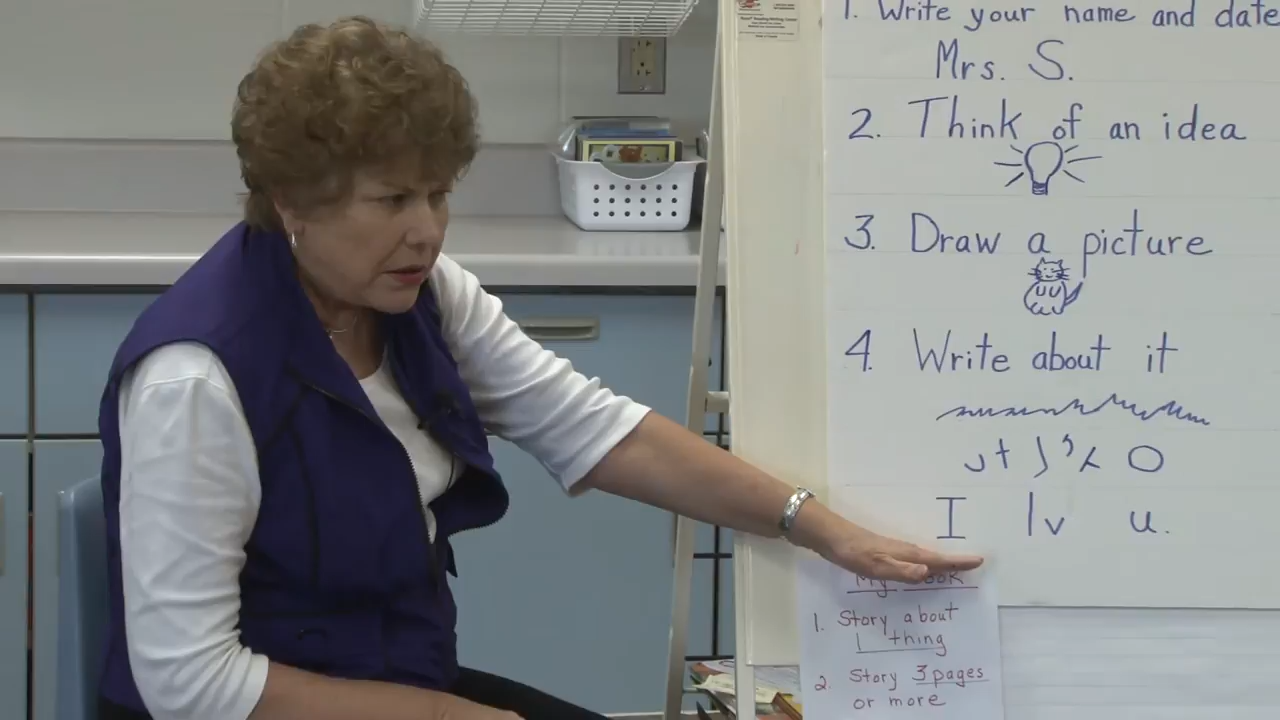 1. Write your name and date
Mrs. S.
2. Think of an idea
3. Draw a picture
4. Write about it
I lv u.
My
1. Story about
1 thing
2. Story 3 pages
or more